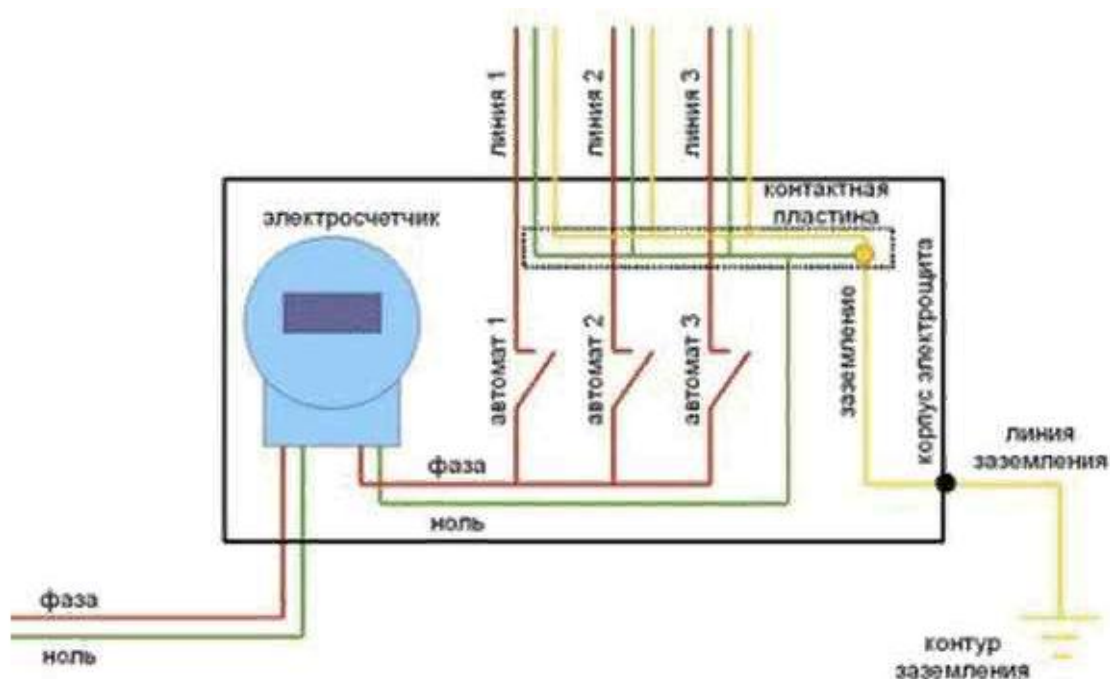 линия 1
линия 2
линия 3
контактная
пластина
электросчетчик
автомат 1
автомат 2
автомат 3
заземление
корпус электрощита
линия
заземления
фаза
ноль
фаза
ноль
контур
заземления